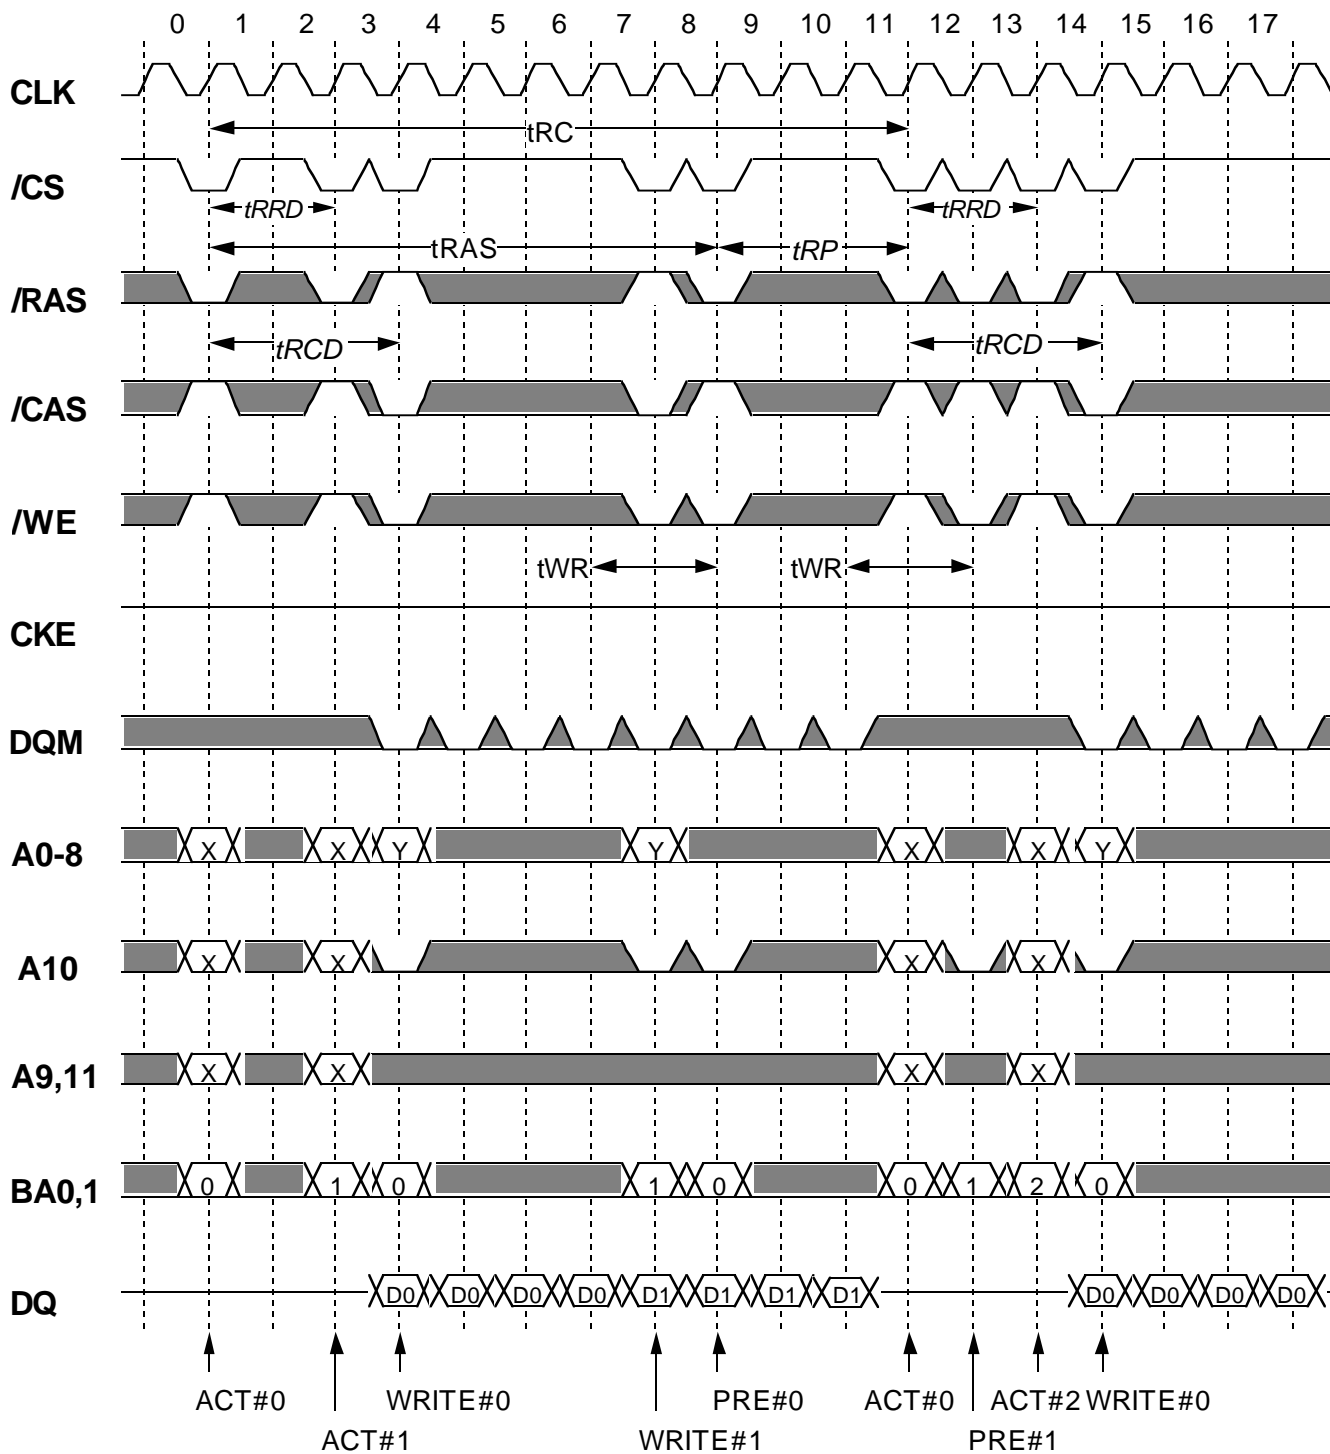 0 1 2 3 4 5 6 7 8 9 10 11 12 13 14 15 16 17
CLK
tRC
/CS
tRRD tRRD
tRAS tRP
/RAS
tRCD tRCD
/CAS
/WE
tWR tWR
CKE
DQM
A0-8 X X Y Y X X Y
A10 X X X X
A9,11 X X X X
BA0,1 0 1 0 1 0 0 1 2 0
DQ D0 D0 D0 D0 D1 D1 D1 D1 D0 D0 D0 D0
ACT#0 WRITE#0 PRE#0 ACT#0 ACT#2 WRITE#0
ACT#1 WRITE#1 PRE#1